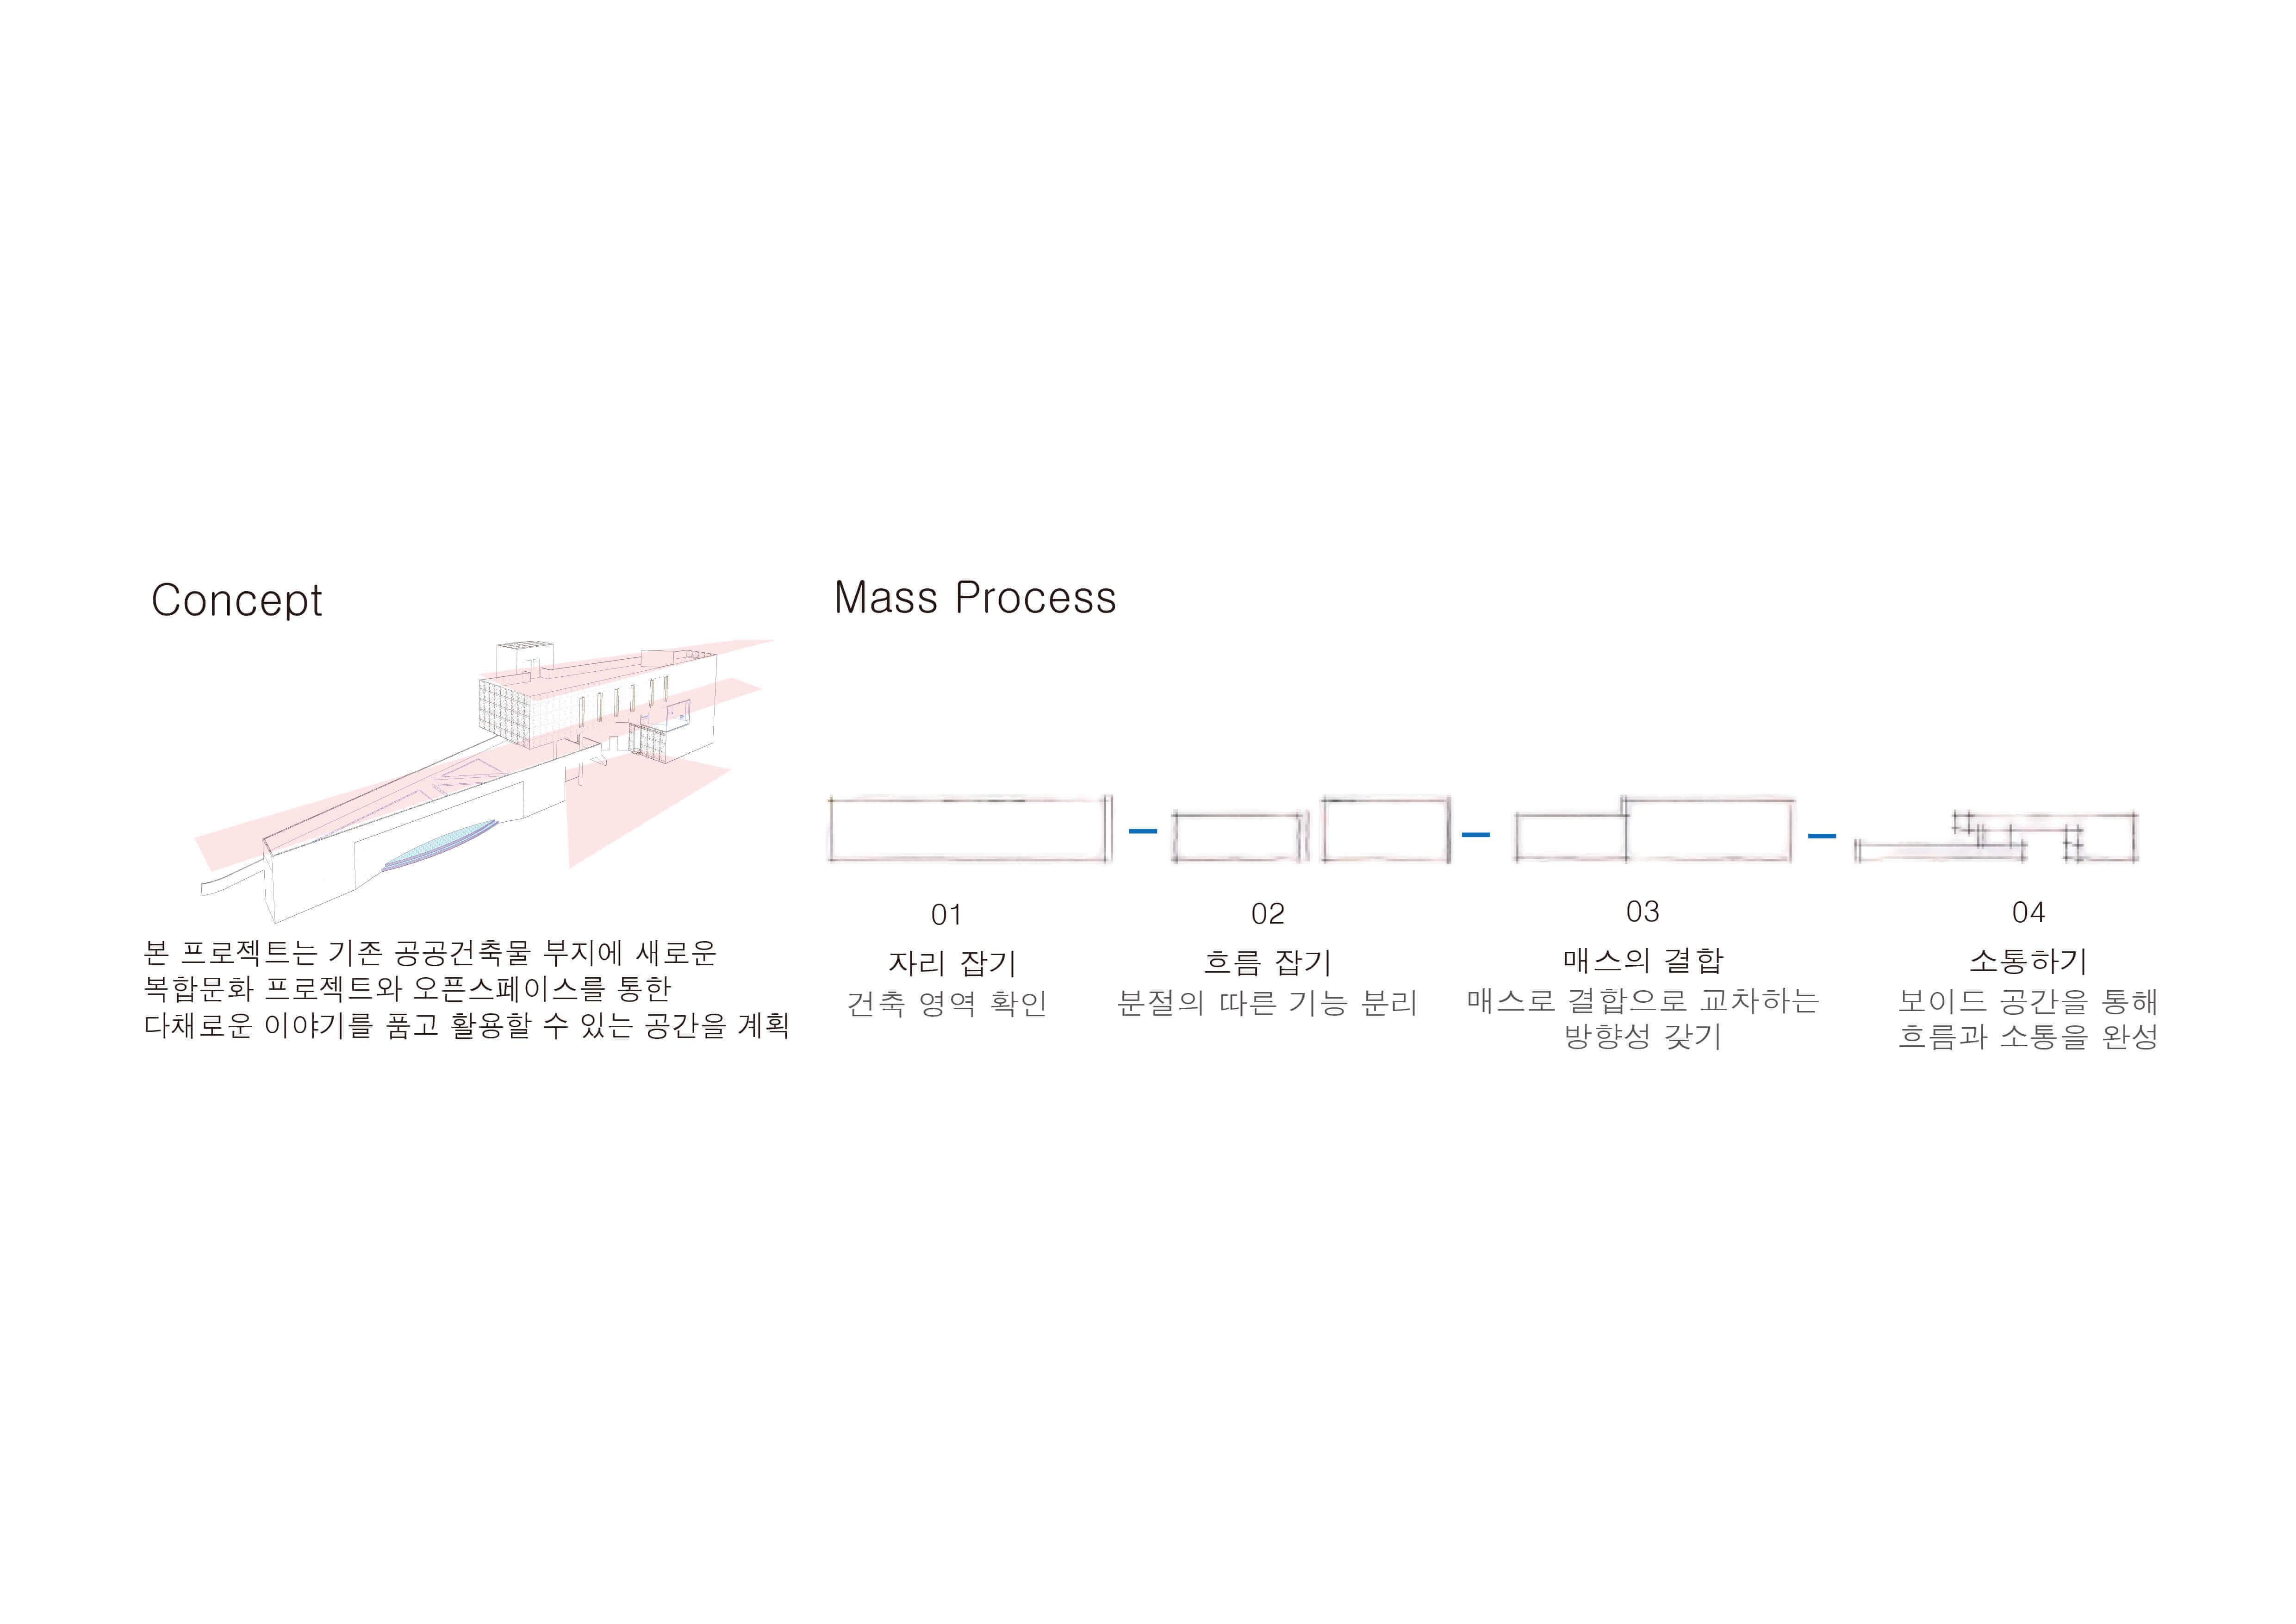 Concept
본 프로젝트는 기존 공공건축물 부지에 새로운
복합문화 프로젝트와 오픈스페이스를 통한
다채로운 이야기를 품고 활용할 수 있는 공간을 계획
Mass Process
01
자리 잡기
건축 영역 확인
02
흐름 잡기
분절의 따른 기능 분리
03
매스의 결합
매스로 결합으로 교차하는
방향성 갖기
04
소통하기
보이드 공간을 통해
흐름과 소통을 완성